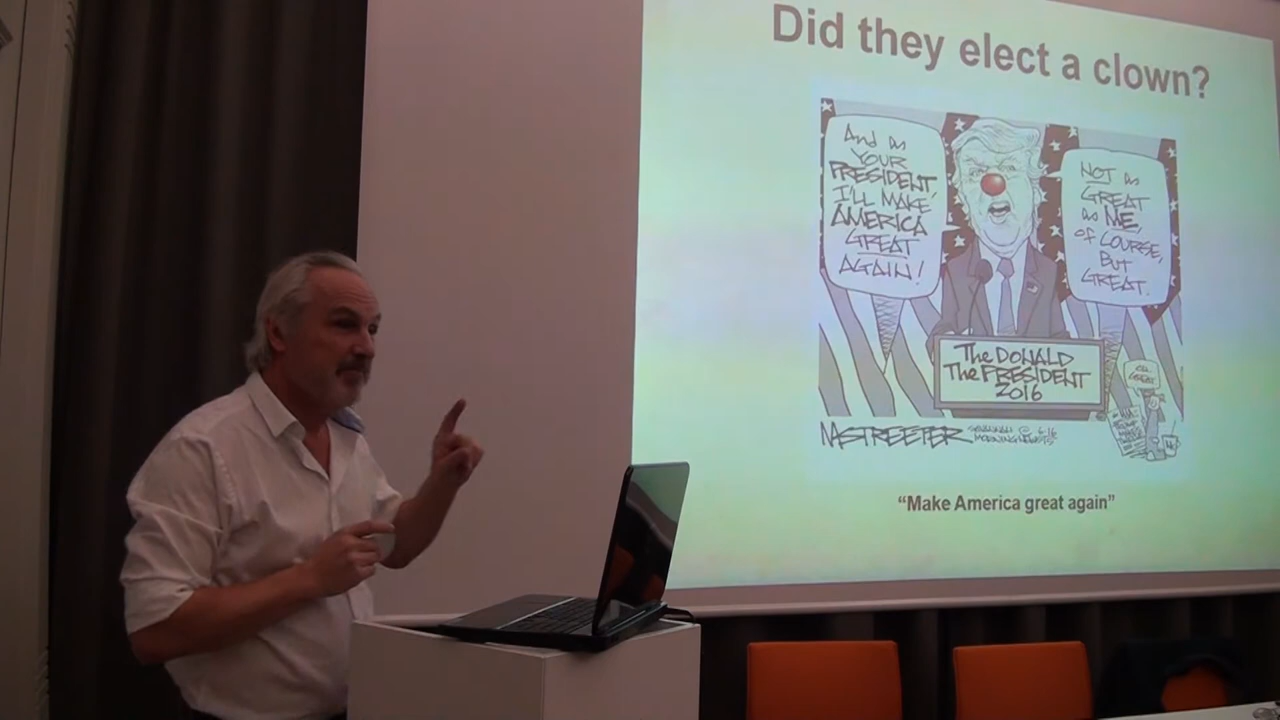 Did they elect a clown?
And as
YOUR
PRESIDENT
I'LL MAKE
AMERICA
GREAT
AGAIN!
NOT as
GREAT
as ME,
of COURSE,
BUT
GREAT.
The DONALD
The PRESIDENT
2016
MSTREETER
"Make America great again"